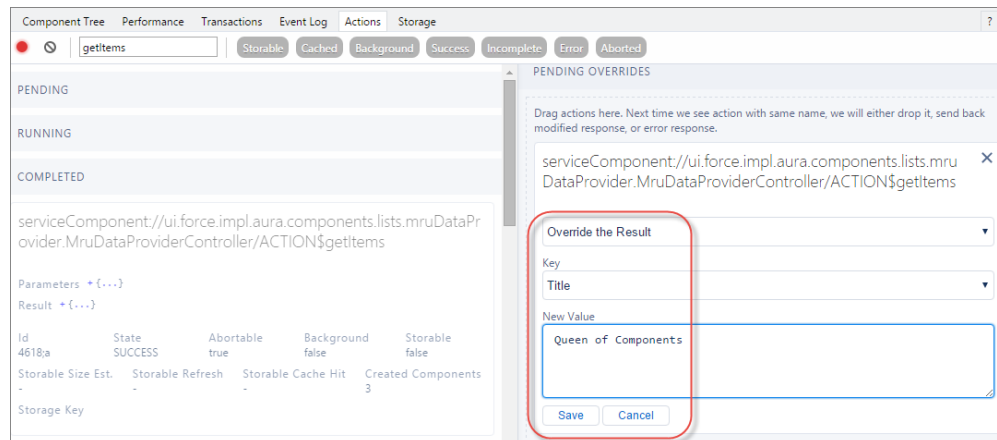 Component Tree Performance Transactions Event Log Actions Storage ?
getItems Storable Cached Background Success Incomplete Error Aborted
PENDING
RUNNING
COMPLETED
serviceComponent://ui.force.impl.aura.components.lists.mruDataPr
ovider.MruDataProviderController/ACTION$getItems
Parameters +{...}
Result +{...}
Id State Abortable Background Storable
4618;a SUCCESS true false false
Storable Size Est. Storable Refresh Storable Cache Hit Created Components
- - - 3
Storage Key
PENDING OVERRIDES
Drag actions here. Next time we see action with same name, we will either drop it, send back
modified response, or error response.
serviceComponent://ui.force.impl.aura.components.lists.mru
DataProvider.MruDataProviderController/ACTION$getItems
Override the Result
Key
Title
New Value
Queen of Components
Save Cancel